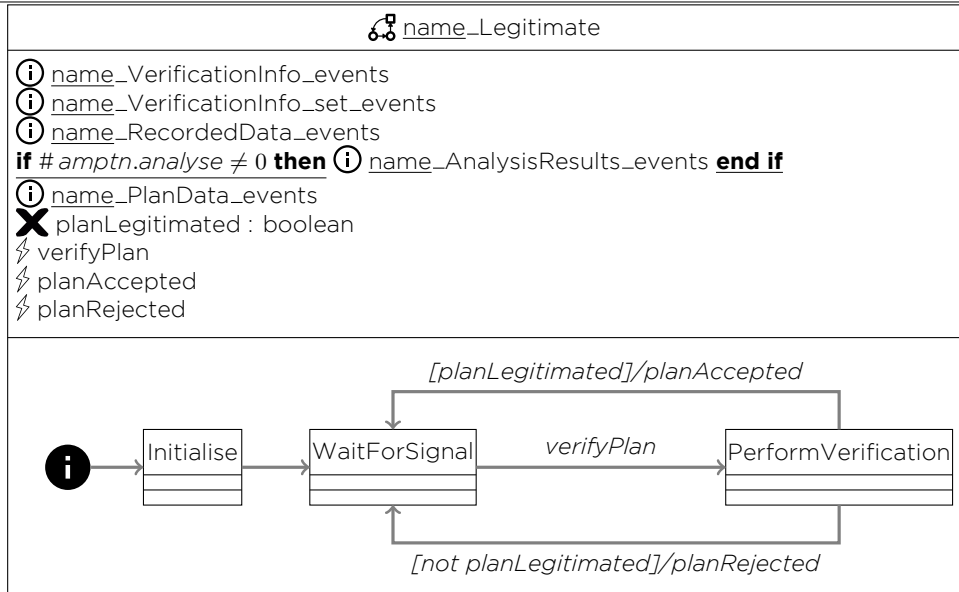 name_Legitimate
i name_VerificationInfo_events
i name_VerificationInfo_set_events
i name_RecordedData_events
if # amptn.analyse ≠ 0 then i name_AnalysisResults_events end if
i name_PlanData_events
planLegitimated : boolean
verifyPlan
planAccepted
planRejected
[planLegitimated]/planAccepted
i
Initialise
WaitForSignal
verifyPlan
PerformVerification
[not planLegitimated]/planRejected